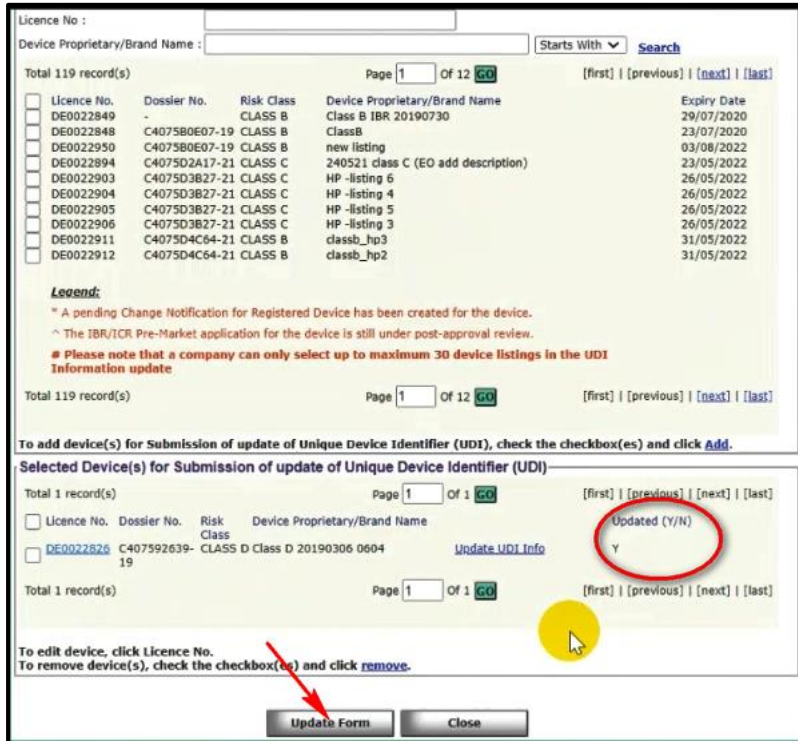 Licence No :
Device Proprietary/Brand Name : Starts With Search
Total 119 record(s) Page 1 Of 12 GO [first] | [previous] | [next] | [last]
Licence No. Dossier No. Risk Class Device Proprietary/Brand Name Expiry Date
DE0022849 - CLASS B Class B IBR 20190730 29/07/2020
DE0022848 C4075B0E07-19 CLASS B ClassB 23/07/2020
DE0022950 C4075B0E07-19 CLASS B new listing 03/08/2022
DE0022894 C4075D2A17-21 CLASS C 240521 class C (EO add description) 23/05/2022
DE0022903 C4075D3B27-21 CLASS C HP -listing 6 26/05/2022
DE0022904 C4075D3B27-21 CLASS C HP -listing 4 26/05/2022
DE0022905 C4075D3B27-21 CLASS C HP -listing 5 26/05/2022
DE0022906 C4075D3B27-21 CLASS C HP -listing 3 26/05/2022
DE0022911 C4075D4C64-21 CLASS B classb_hp3 31/05/2022
DE0022912 C4075D4C64-21 CLASS B classb_hp2 31/05/2022
Legend:
* A pending Change Notification for Registered Device has been created for the device.
^ The IBR/ICR Pre-Market application for the device is still under post-approval review.
# Please note that a company can only select up to maximum 30 device listings in the UDI
Information update
Total 119 record(s) Page 1 Of 12 GO [first] | [previous] | [next] | [last]
To add device(s) for Submission of update of Unique Device Identifier (UDI), check the checkbox(es) and click Add.
Selected Device(s) for Submission of update of Unique Device Identifier (UDI)
Total 1 record(s) Page 1 Of 1 GO [first] | [previous] | [next] | [last]
Licence No. Dossier No. Risk Device Proprietary/Brand Name Updated (Y/N)
Class
DE0022826 C407592639- CLASS D Class D 20190306 0604 Update UDI Info Y
19
Total 1 record(s) Page 1 Of 1 GO [first] | [previous] | [next] | [last]
To edit device, click Licence No.
To remove device(s), check the checkbox(es) and click remove.
Update Form Close